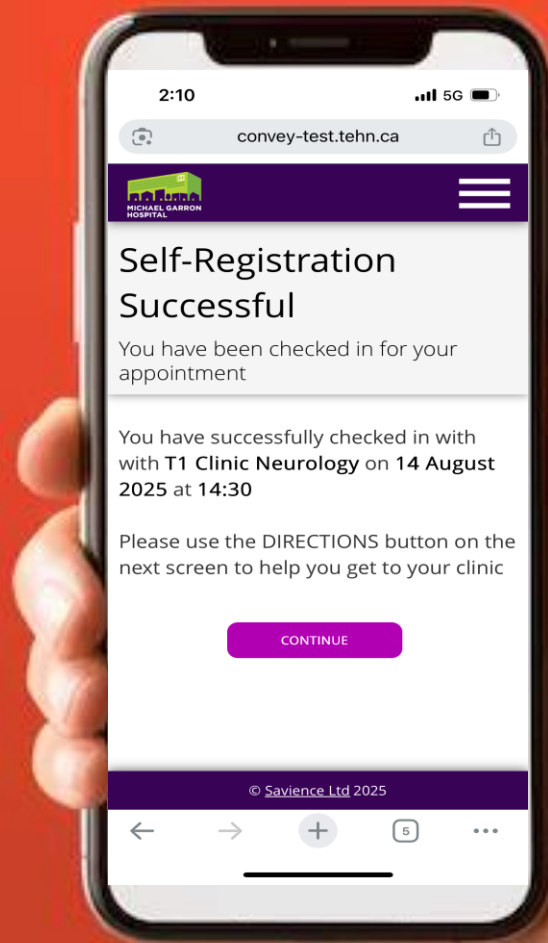 2:10
5G
convey-test.tehn.ca
MICHAEL GARRON
HOSPITAL
Self-Registration
Successful
You have been checked in for your
appointment
You have successfully checked in with
with T1 Clinic Neurology on 14 August
2025 at 14:30
Please use the DIRECTIONS button on the
next screen to help you get to your clinic
CONTINUE
© Savience Ltd 2025
5